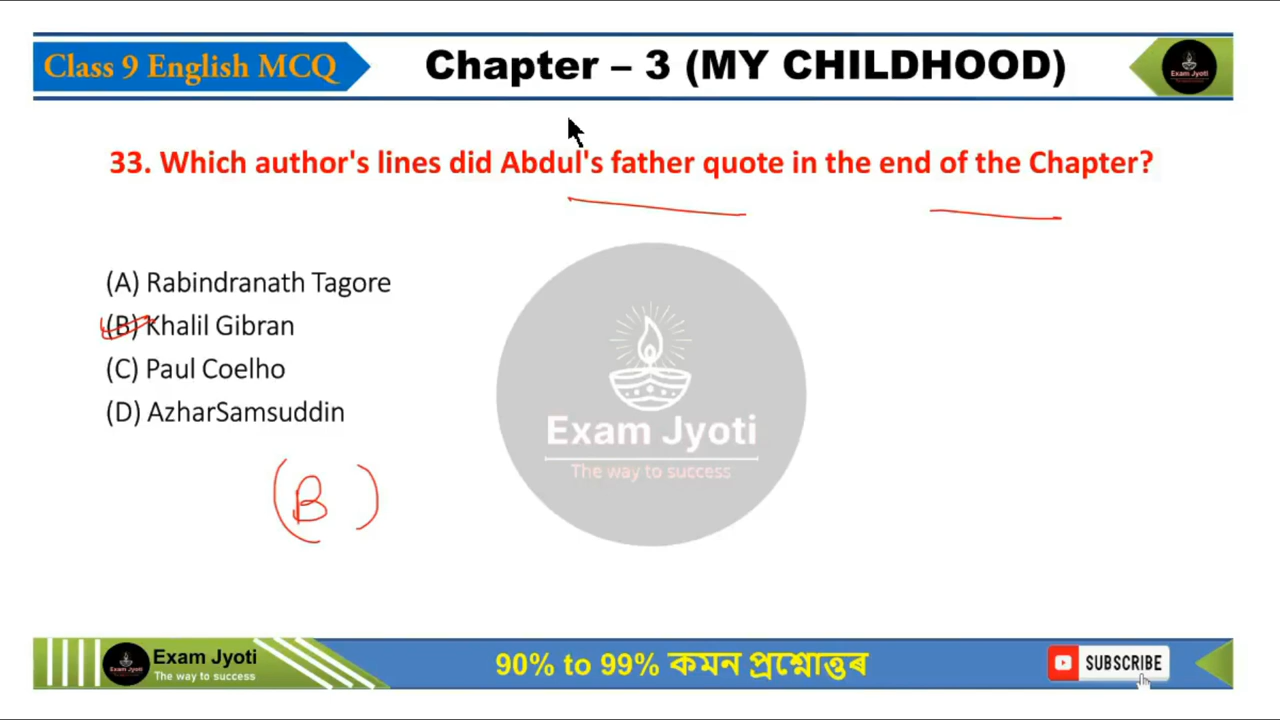 Class 9 English MCQ
Chapter – 3 (MY CHILDHOOD)
Exam Jyoti
33. Which author's lines did Abdul's father quote in the end of the Chapter?
(A) Rabindranath Tagore
(B) Khalil Gibran
(C) Paul Coelho
(D) AzharSamsuddin
(B)
Exam Jyoti
The way to success
Exam Jyoti
The way to success
90% to 99% কমন প্ৰশ্নোত্তৰ
SUBSCRIBE